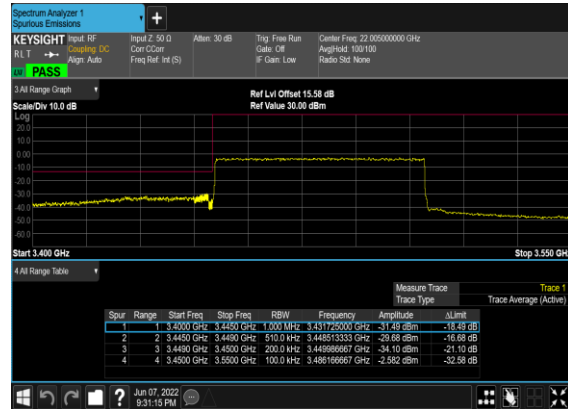 Spectrum Analyzer 1
Spurious Emissions
KEYSIGHT Input: RF Input Z: 50 Ω Atten: 30 dB Trig: Free Run Center Freq: 22.005000000 GHz
RLT Coupling: DC Corr CCorr Gate: Off Avg|Hold: 100/100
Align: Auto Freq Ref: Int (S) IF Gain: Low Radio Std: None
PASS
3 All Range Graph
Ref Lvl Offset 15.58 dB
Scale/Div 10.0 dB Ref Value 30.00 dBm
Log
20.0
10.0
0.00
-10.0
-20.0
-30.0
-40.0
-50.0
-60.0
Start 3.400 GHz Stop 3.550 GHz
4 All Range Table
Measure Trace Trace 1
Trace Type Trace Average (Active)
Spur Range Start Freq Stop Freq RBW Frequency Amplitude ΔLimit
1 1 3.4000 GHz 3.4450 GHz 1.000 MHz 3.431725000 GHz -31.49 dBm -18.49 dB
2 2 3.4450 GHz 3.4490 GHz 510.0 kHz 3.448513333 GHz -29.68 dBm -16.68 dB
3 3 3.4490 GHz 3.4500 GHz 200.0 kHz 3.449986667 GHz -34.10 dBm -21.10 dB
4 4 3.4500 GHz 3.5500 GHz 100.0 kHz 3.486166667 GHz -2.582 dBm -32.58 dB
? Jun 07, 2022
9:31:15 PM